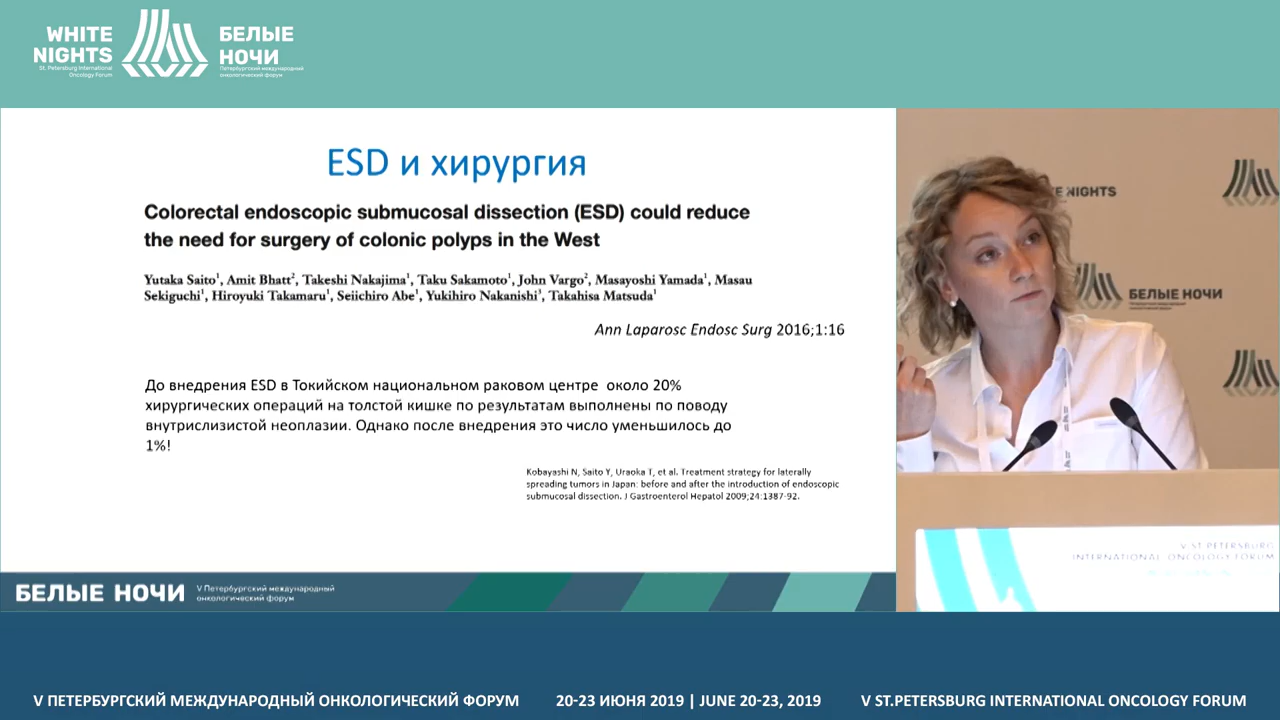 WHITE
NIGHTS
St. Petersburg International
Oncology Forum
БЕЛЫЕ
НОЧИ
Петербургский международный
онкологический форум
ESD и хирургия
Colorectal endoscopic submucosal dissection (ESD) could reduce
the need for surgery of colonic polyps in the West
Yutaka Saito1, Amit Bhatt2, Takeshi Nakajima1, Taku Sakamoto1, John Vargo2, Masayoshi Yamada1, Masau
Sekiguchi1, Hiroyuki Takamaru1, Seiichiro Abe1, Yukihiro Nakanishi3, Takahisa Matsuda1
Ann Laparosc Endosc Surg 2016;1:16
До внедрения ESD в Токийском национальном раковом центре около 20%
хирургических операций на толстой кишке по результатам выполнены по поводу
внутрислизистой неоплазии. Однако после внедрения это число уменьшилось до
1%!
Kobayashi N, Saito Y, Uraoka T, et al. Treatment strategy for laterally
spreading tumors in Japan: before and after the introduction of endoscopic
submucosal dissection. J Gastroenterol Hepatol 2009;24:1387-92.
БЕЛЫЕ НОЧИ
V Петербургский международный
онкологический форум
NIGHTS
БЕЛЫЕ НОЧИ
V ST.PETERSBURG
INTERNATIONAL ONCOLOGY FORUM
V ПЕТЕРБУРГСКИЙ МЕЖДУНАРОДНЫЙ ОНКОЛОГИЧЕСКИЙ ФОРУМ
20-23 ИЮНЯ 2019 | JUNE 20-23, 2019
V ST.PETERSBURG INTERNATIONAL ONCOLOGY FORUM